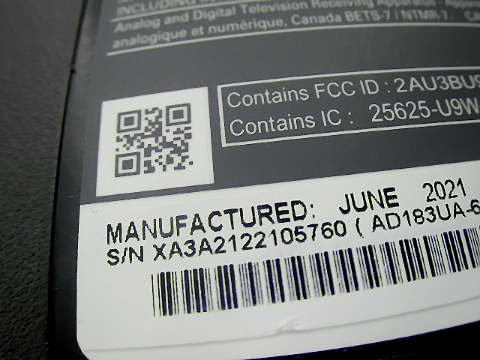 INCLUDING
Analog and Digital Television Receiving Apparatus
analogique et numérique, Canada BETS-7 / NTMR-7,
Contains FCC ID : 2AU3BU9
Contains IC : 25625-U9W
MANUFACTURED: JUNE 2021
S/N XA3A2122105760 ( AD183UA-6